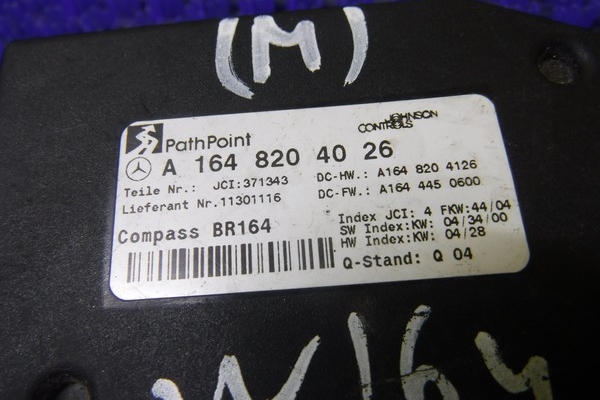 (M)
PathPoint
JOHNSON
CONTROLS
A 164 820 40 26
Teile Nr.: JCI:371343
DC-HW.: A164 820 4126
Lieferant Nr.11301116
DC-FW.: A164 445 0600
Compass BR164
Index JCI: 4 FKW:44/04
SW Index:KW: 04/34/00
HW Index:KW: 04/28
Q-Stand: Q 04
W164